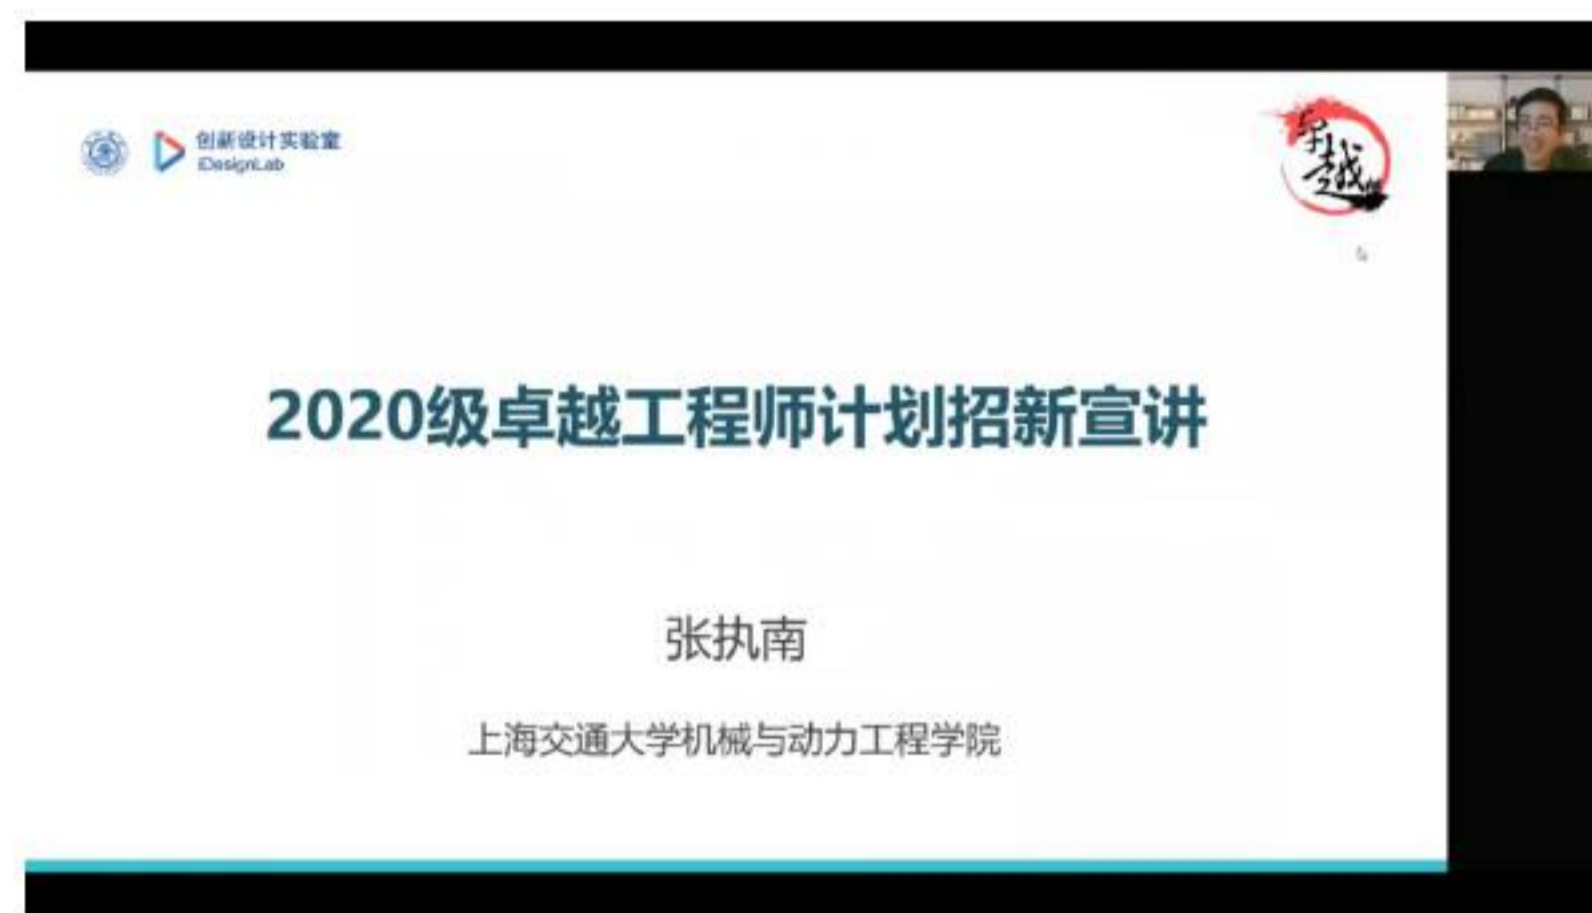 创新设计实验室
iDesignLab
卓越
2020级卓越工程师计划招新宣讲
张执南
上海交通大学机械与动力工程学院